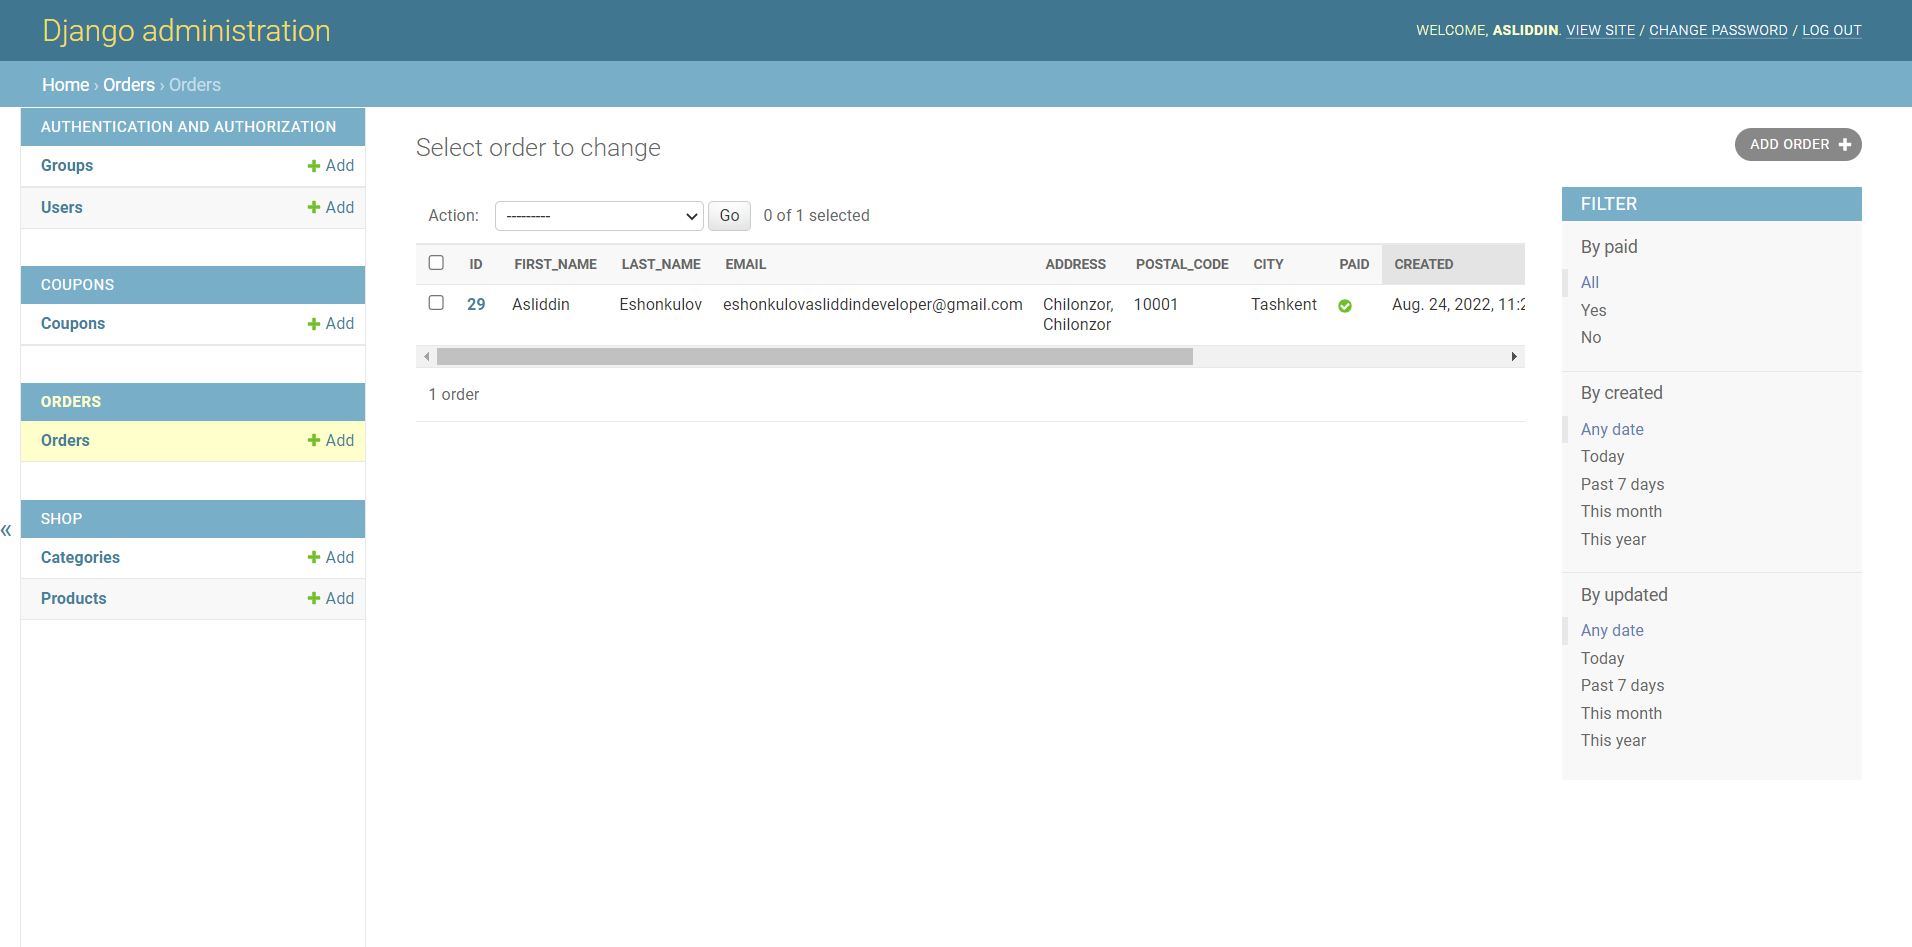 Django administration
WELCOME, ASLIDDIN. VIEW SITE / CHANGE PASSWORD / LOG OUT
Home › Orders › Orders
AUTHENTICATION AND AUTHORIZATION
Groups Add
Users Add
COUPONS
Coupons Add
ORDERS
Orders Add
SHOP
Categories Add
Products Add
«
Select order to change
ADD ORDER
Action: --------- Go 0 of 1 selected
ID FIRST_NAME LAST_NAME EMAIL ADDRESS POSTAL_CODE CITY PAID CREATED
29 Asliddin Eshonkulov eshonkulovasliddindeveloper@gmail.com Chilonzor, 10001 Tashkent Aug. 24, 2022, 11:2
Chilonzor
1 order
FILTER
By paid
All
Yes
No
By created
Any date
Today
Past 7 days
This month
This year
By updated
Any date
Today
Past 7 days
This month
This year